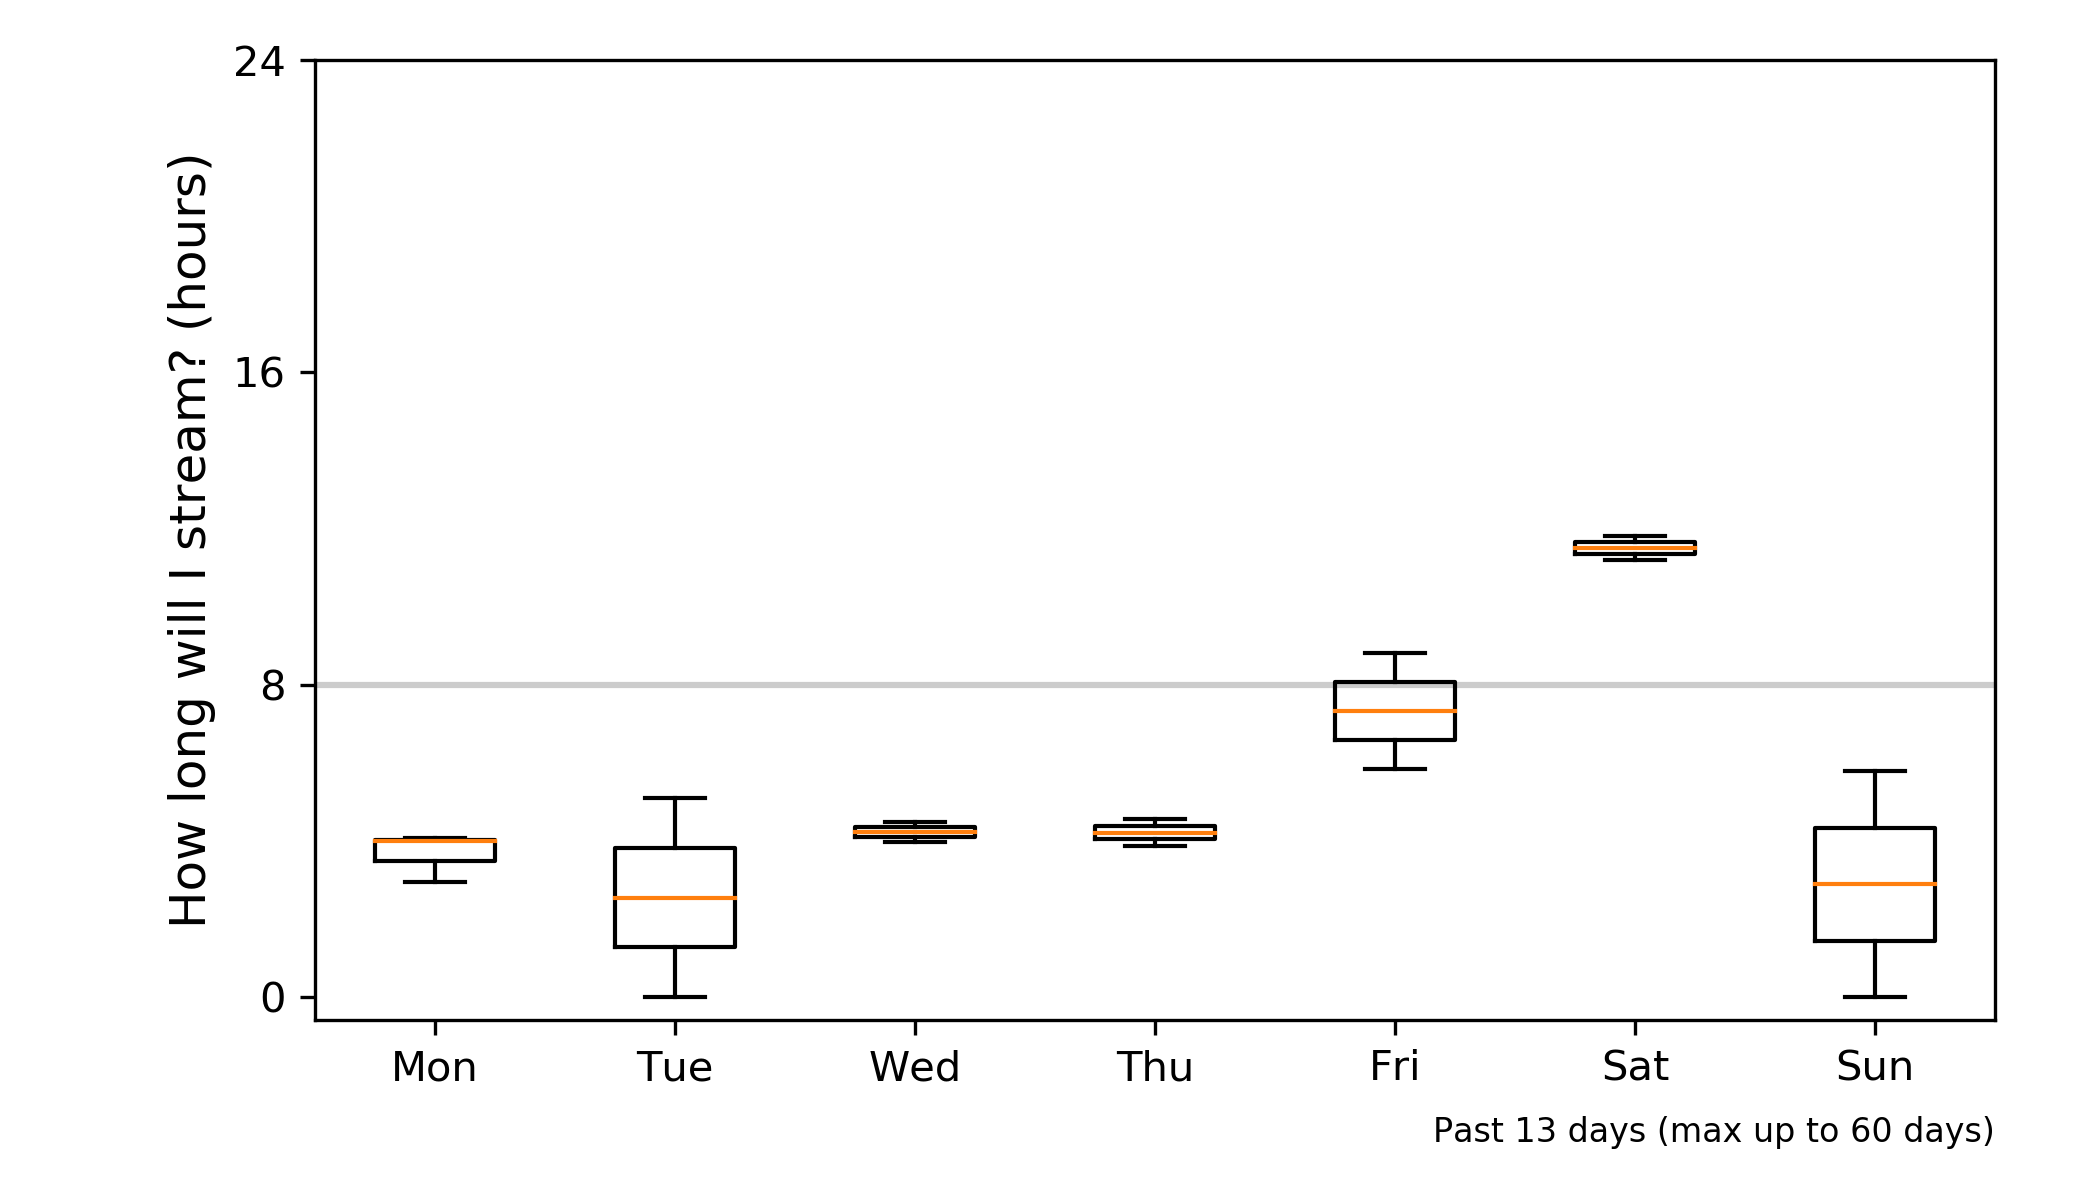 How long will I stream? (hours)
24
16
8
0
Mon Tue Wed Thu Fri Sat Sun
Past 13 days (max up to 60 days)